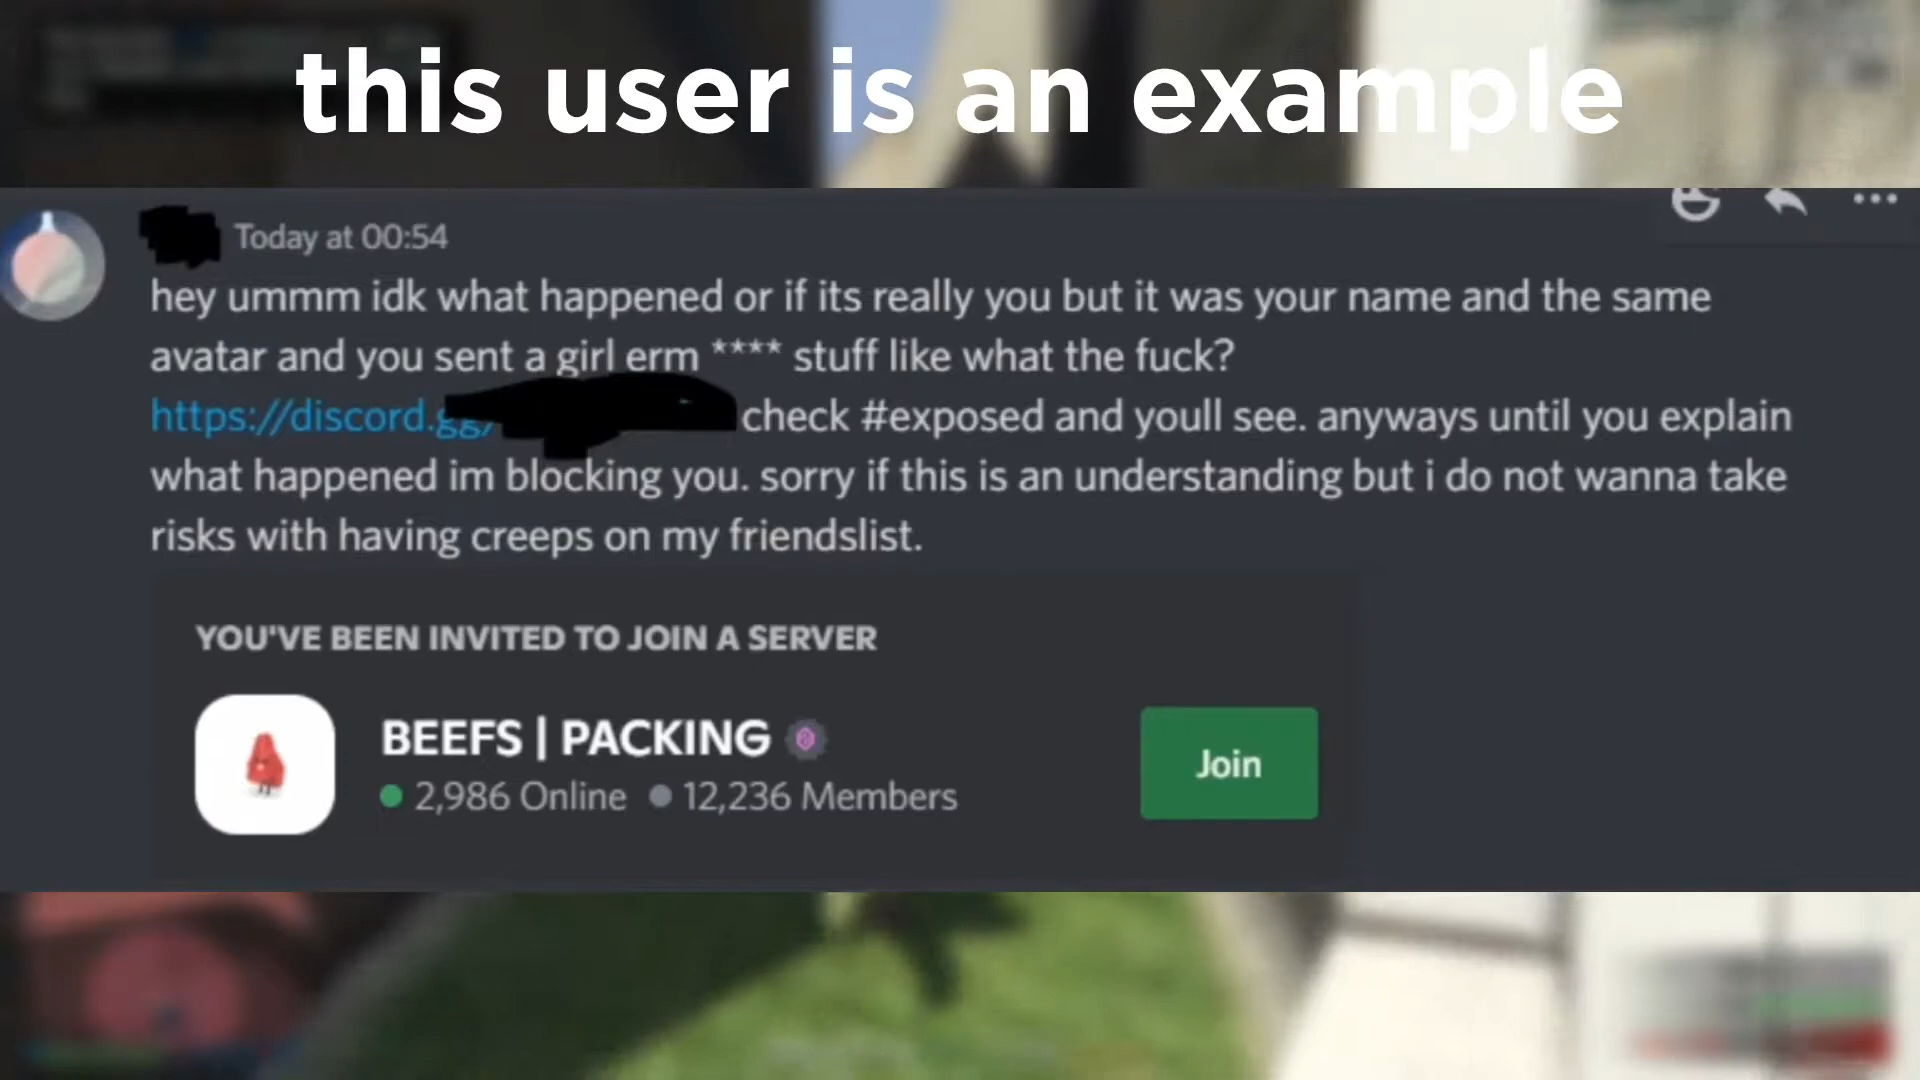 this user is an example
Today at 00:54
hey ummm idk what happened or if its really you but it was your name and the same
avatar and you sent a girl erm **** stuff like what the fuck?
https://discord.gg/ check #exposed and youll see. anyways until you explain
what happened im blocking you. sorry if this is an understanding but i do not wanna take
risks with having creeps on my friendslist.
YOU'VE BEEN INVITED TO JOIN A SERVER
BEEFS | PACKING
2,986 Online 12,236 Members
Join